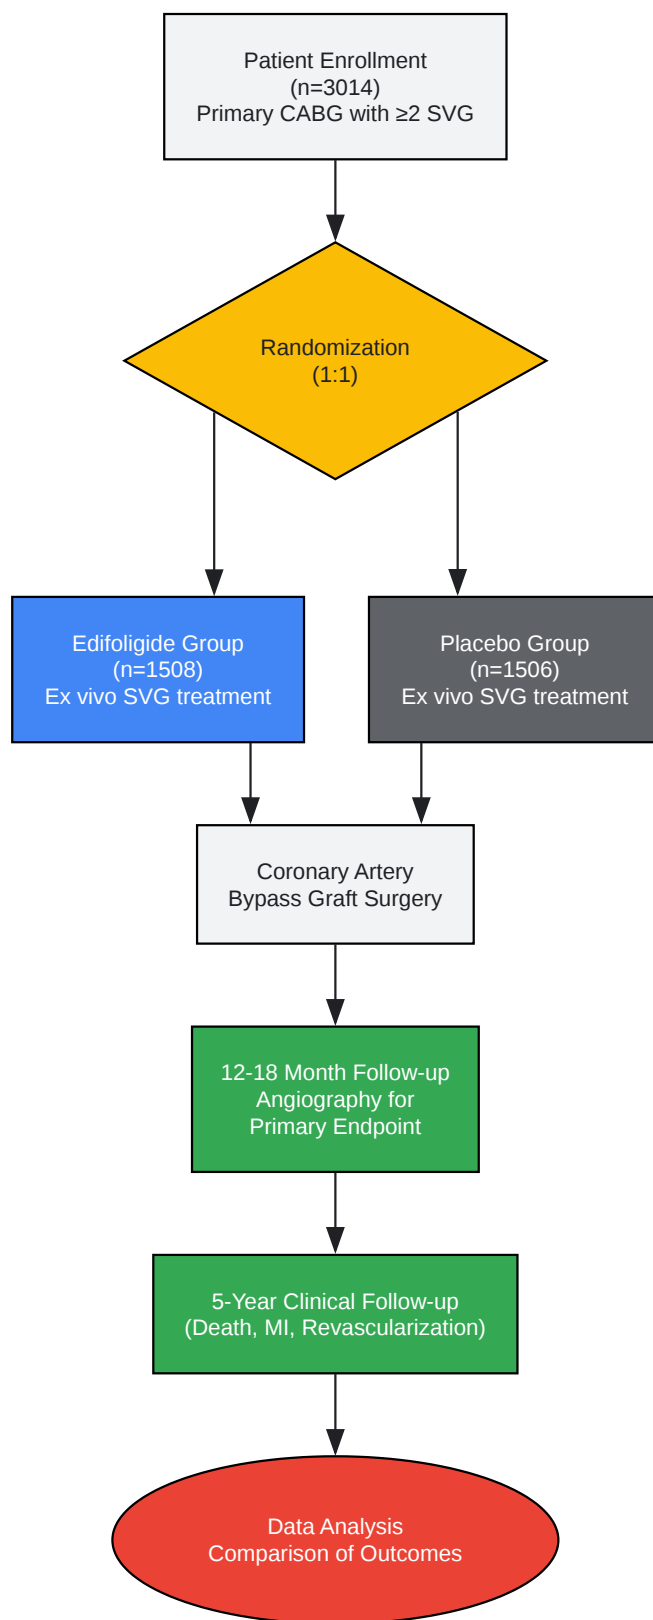 Patient Enrollment
(n=3014)
Primary CABG with ≥2 SVG
Randomization
(1:1)
Edifoligide Group
(n=1508)
Ex vivo SVG treatment
Placebo Group
(n=1506)
Ex vivo SVG treatment
Coronary Artery
Bypass Graft Surgery
12-18 Month Follow-up
Angiography for
Primary Endpoint
5-Year Clinical Follow-up
(Death, MI, Revascularization)
Data Analysis
Comparison of Outcomes